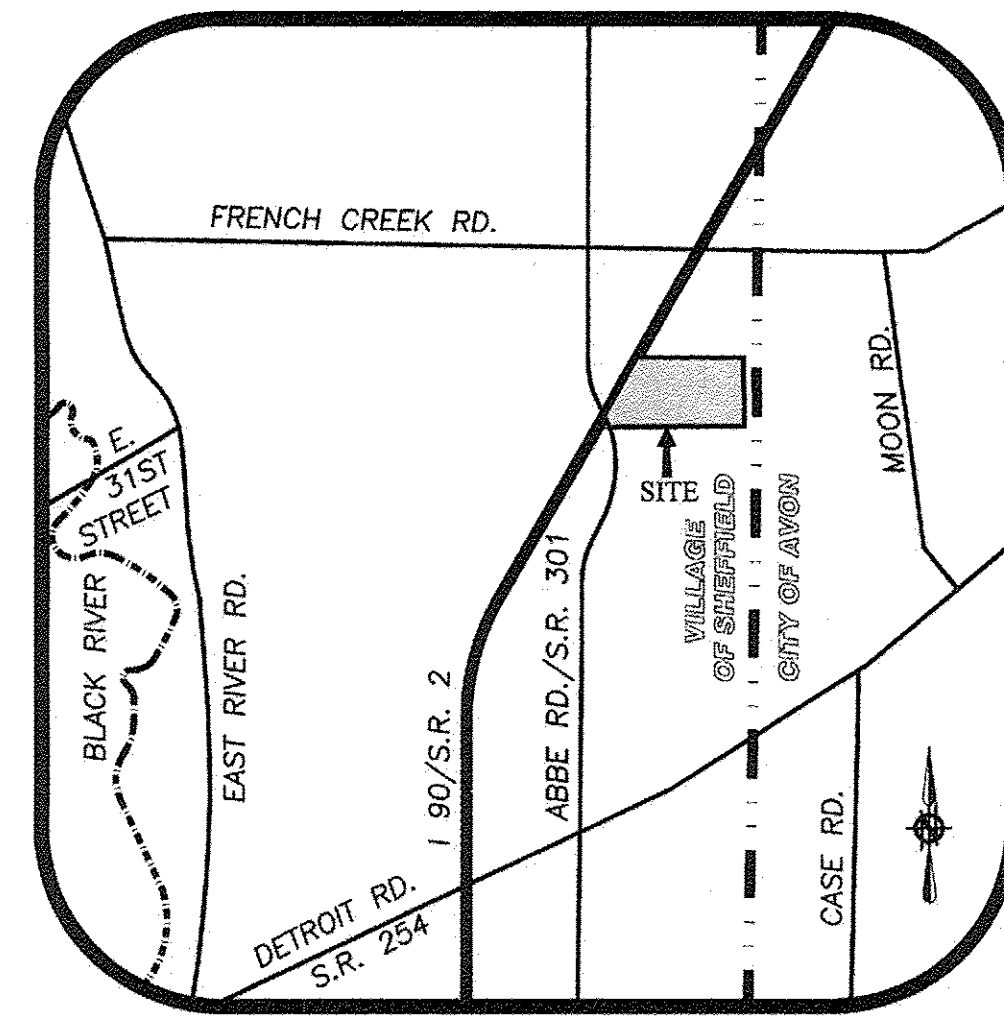 FRENCH CREEK RD.
MOON RD.
E.
31ST
STREET
SITE
VILLAGE
OF SHEFFIELD
CITY OF AVON
BLACK RIVER
EAST RIVER RD.
I 90/S.R. 2
ABBE RD./S.R. 301
DETROIT RD.
S.R. 254
CASE RD.